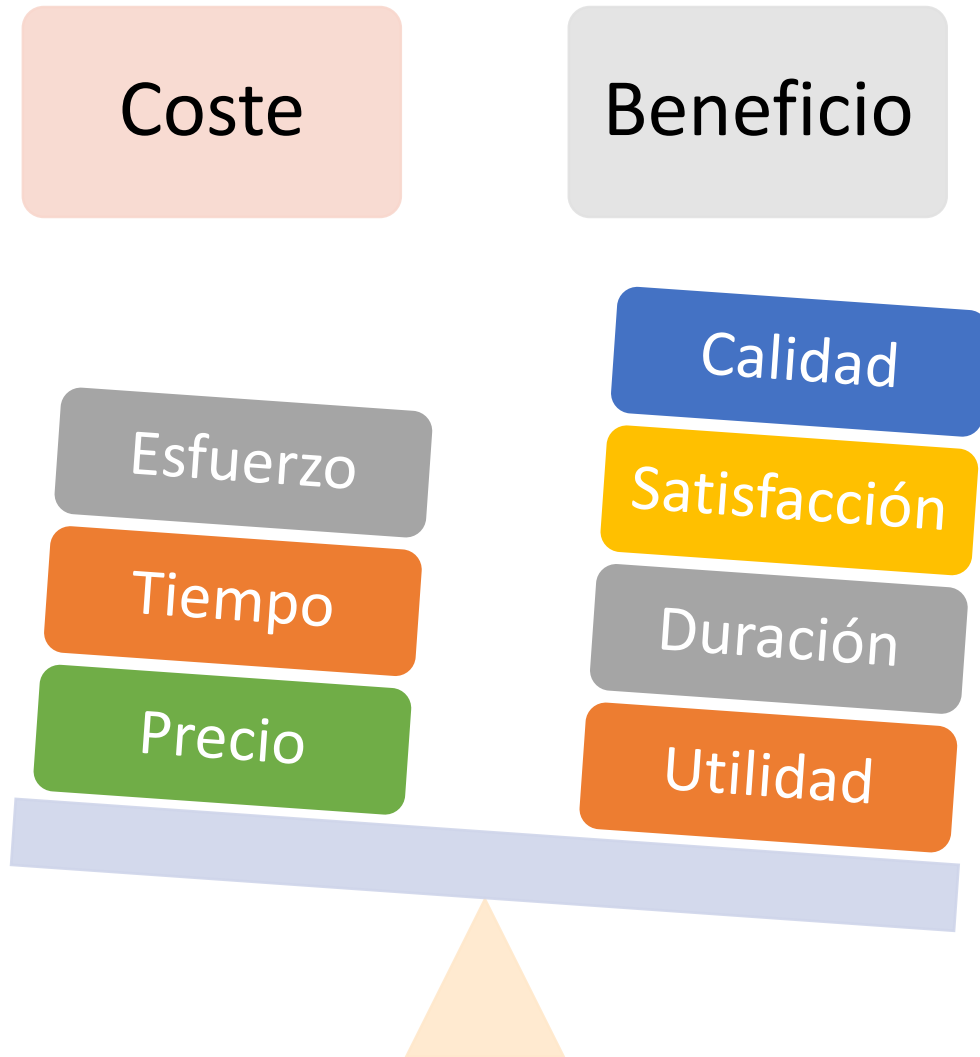 Coste
Beneficio
Esfuerzo
Tiempo
Precio
Calidad
Satisfacción
Duración
Utilidad